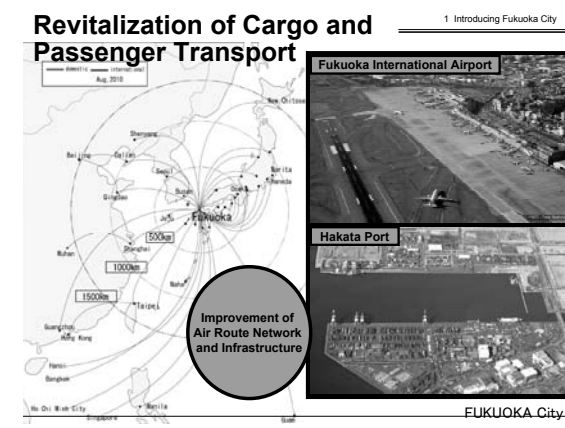 Revitalization of Cargo and
Passenger Transport
1 Introducing Fukuoka City
domestic international
Aug. 2010
Fukuoka International Airport
New Chitose
Shenyang
Beijing
Dalian
Seoul
Narita
Haneda
Busan
Osaka
Qingdao
Jeju
Fukuoka
500km
Hakata Port
Wuhan
Shanghai
1000km
Naha
1500km
Taipei
Improvement of
Air Route Network
and Infrastructure
Guangzhou
Hong Kong
Hanoi
Bangkok
Ho Chi Minh City
Manila
Singapore
Guam
FUKUOKA City